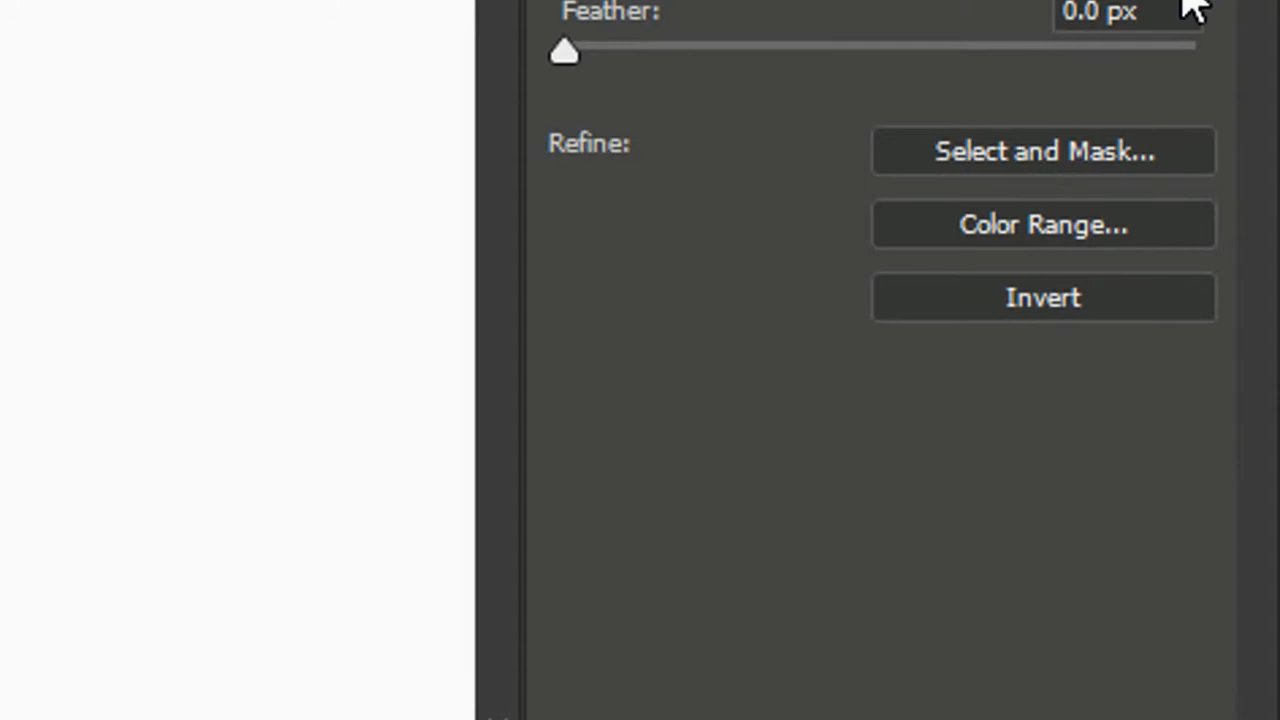 Feather: 0.0 px
Refine: Select and Mask...
Color Range...
Invert